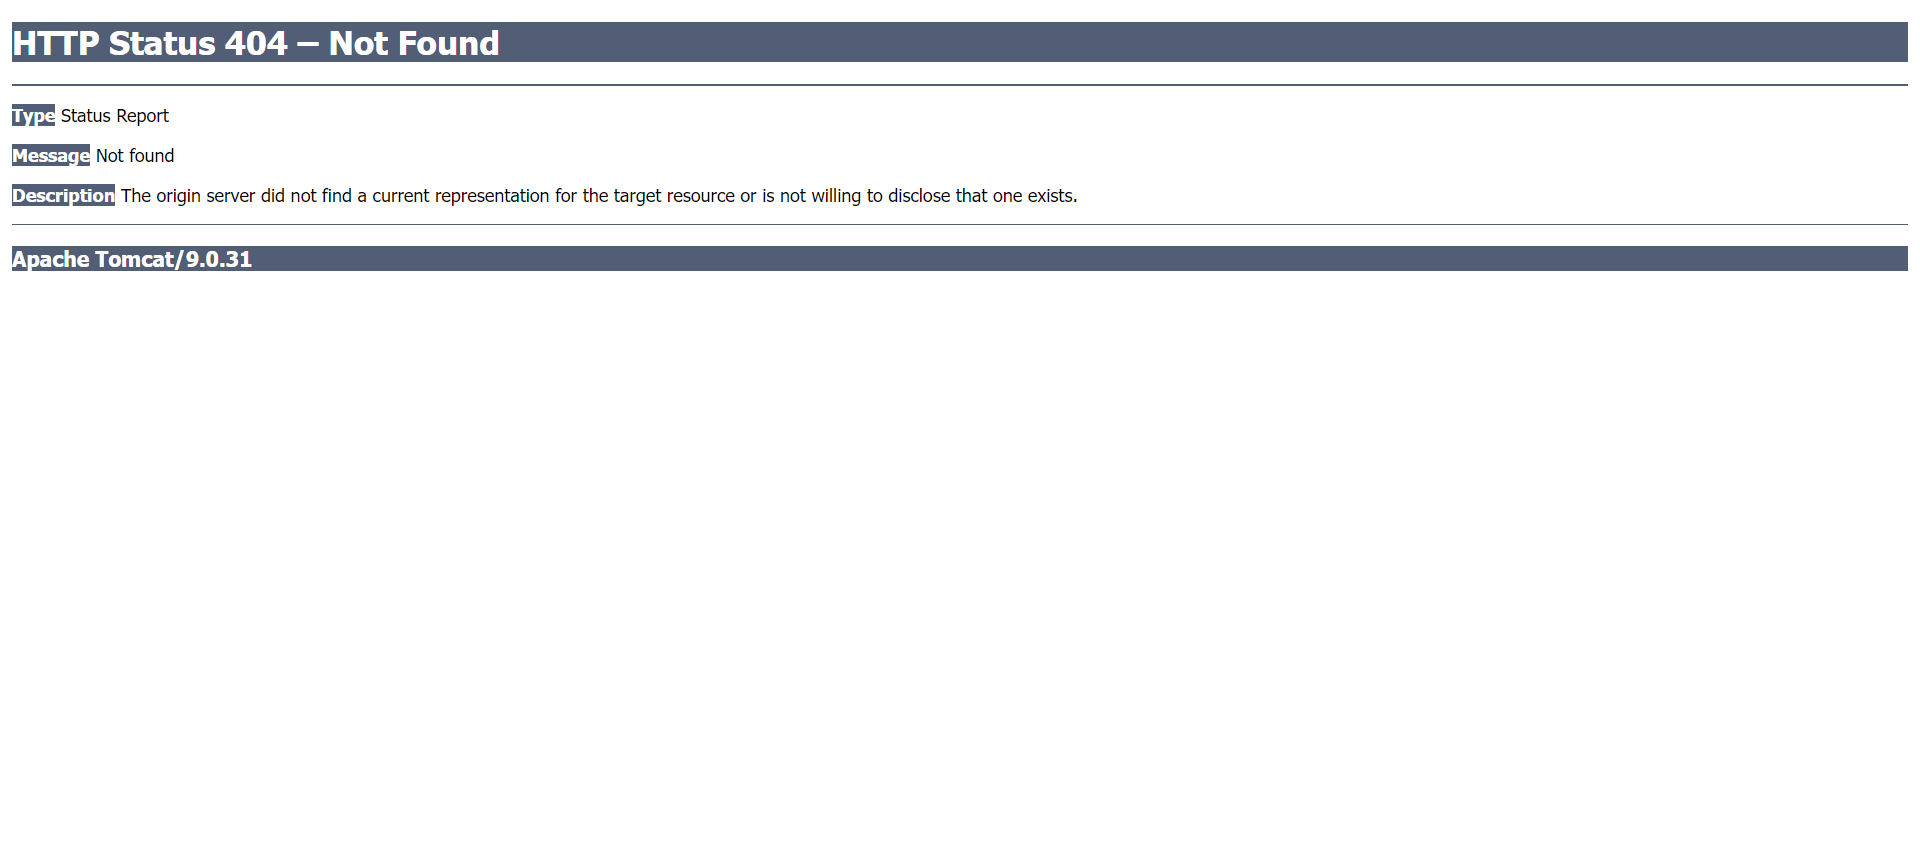 HTTP Status 404 – Not Found
Type Status Report
Message Not found
Description The origin server did not find a current representation for the target resource or is not willing to disclose that one exists.
Apache Tomcat/9.0.31